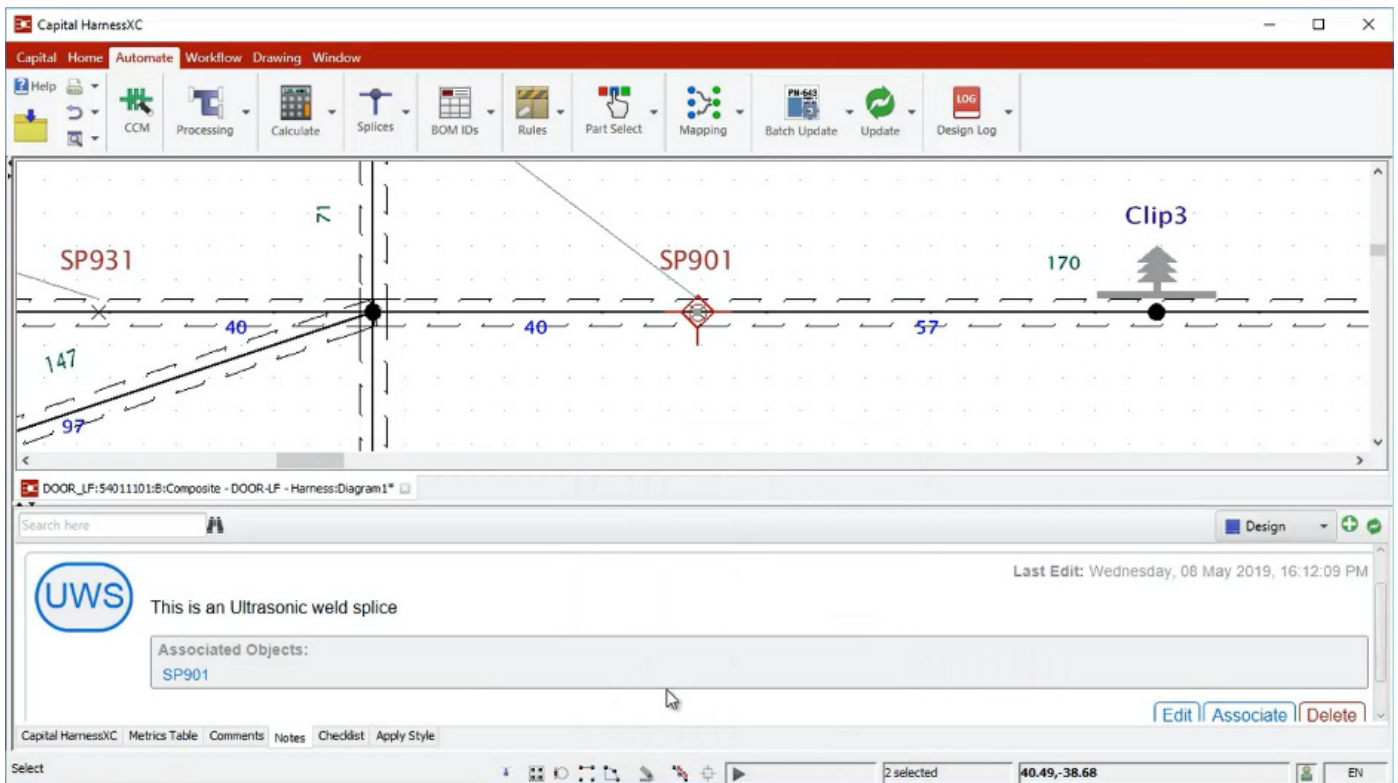 Capital HarnessXC
Capital Home Automate Workflow Drawing Window
Help
CCM Processing Calculate Splices BOM IDs Rules Part Select Mapping PN-643 Batch Update Update LOG Design Log
71
Clip3
SP931
SP901
170
40
40
57
147
97
DOOR_LF:54011101:B:Composite - DOOR-LF - Harness:Diagram1*
Search here
Design
Last Edit: Wednesday, 08 May 2019, 16:12:09 PM
UWS
This is an Ultrasonic weld splice
Associated Objects:
SP901
Edit Associate Delete
Capital HarnessXC Metrics Table Comments Notes Checklist Apply Style
Select
2 selected
40.49,-38.68
EN